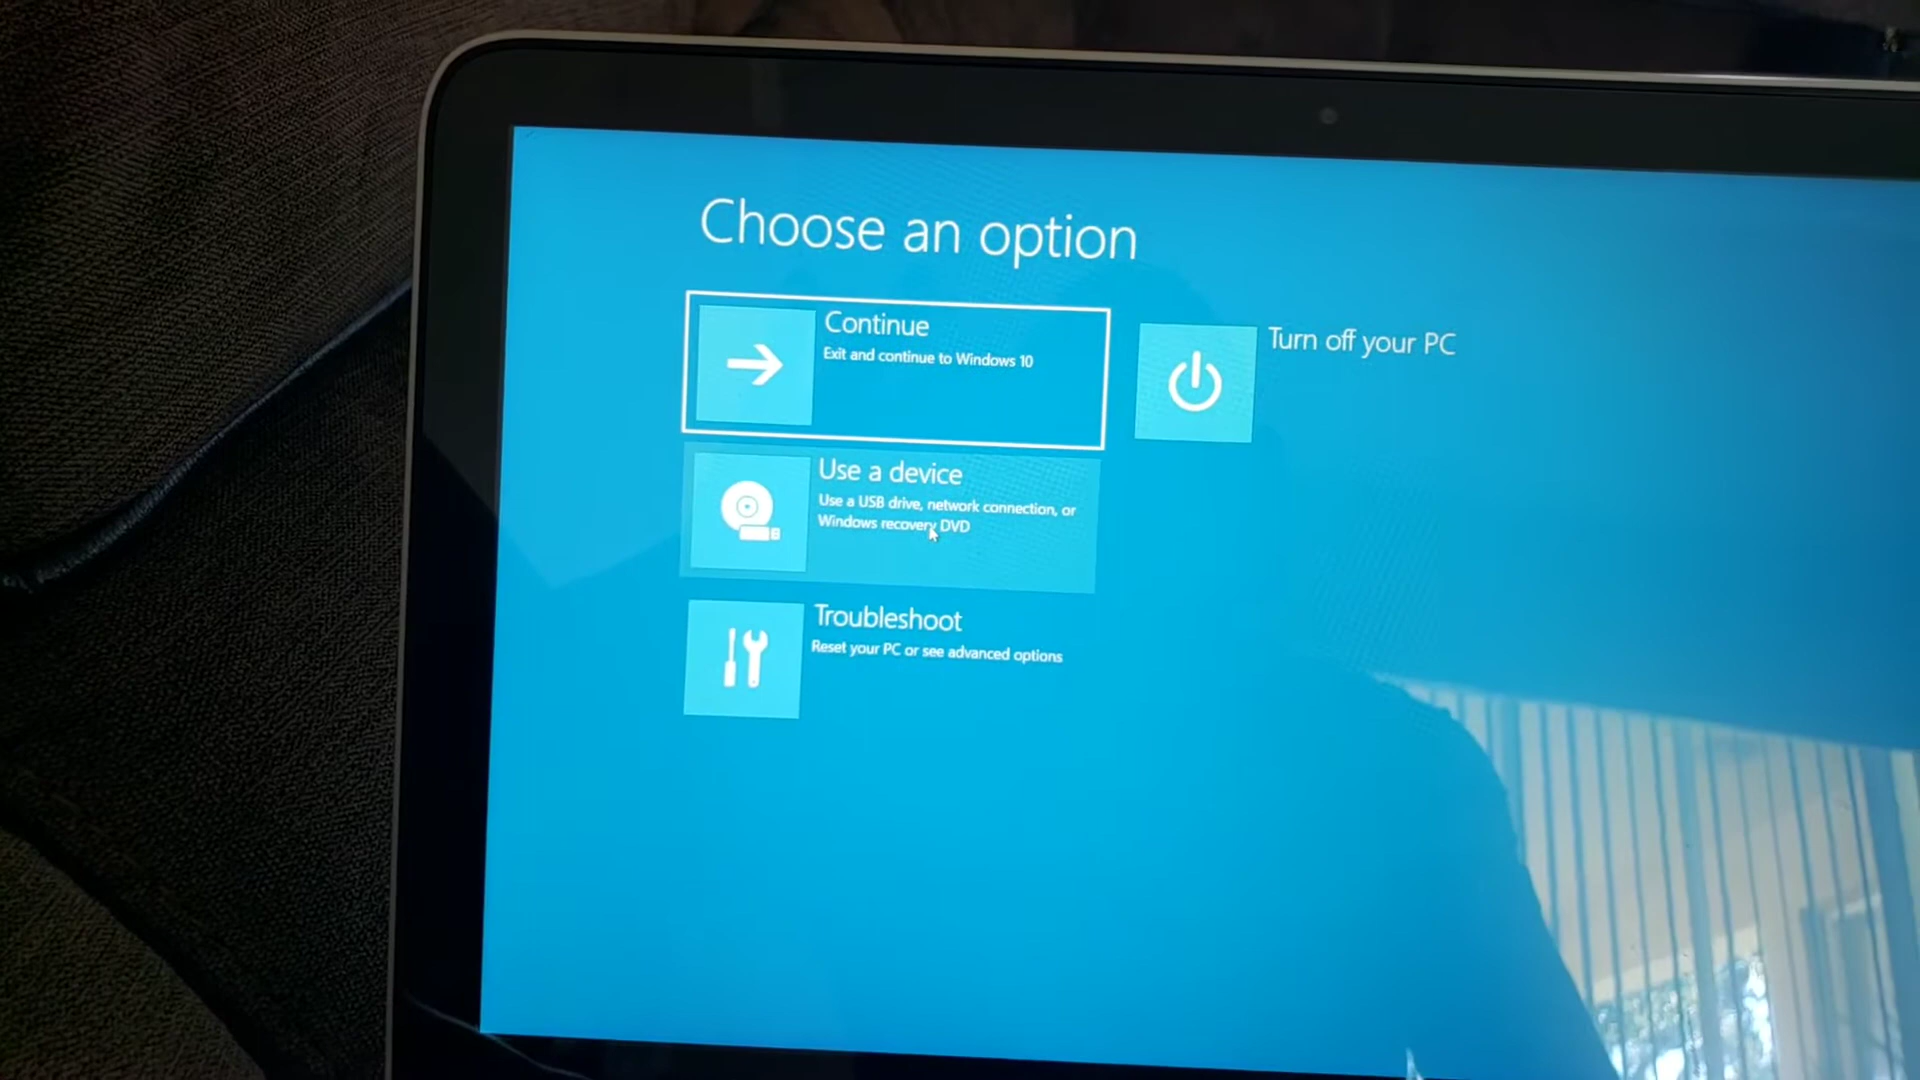 Choose an option
Continue
Exit and continue to Windows 10
Turn off your PC
Use a device
Use a USB drive, network connection, or
Windows recovery DVD
Troubleshoot
Reset your PC or see advanced options